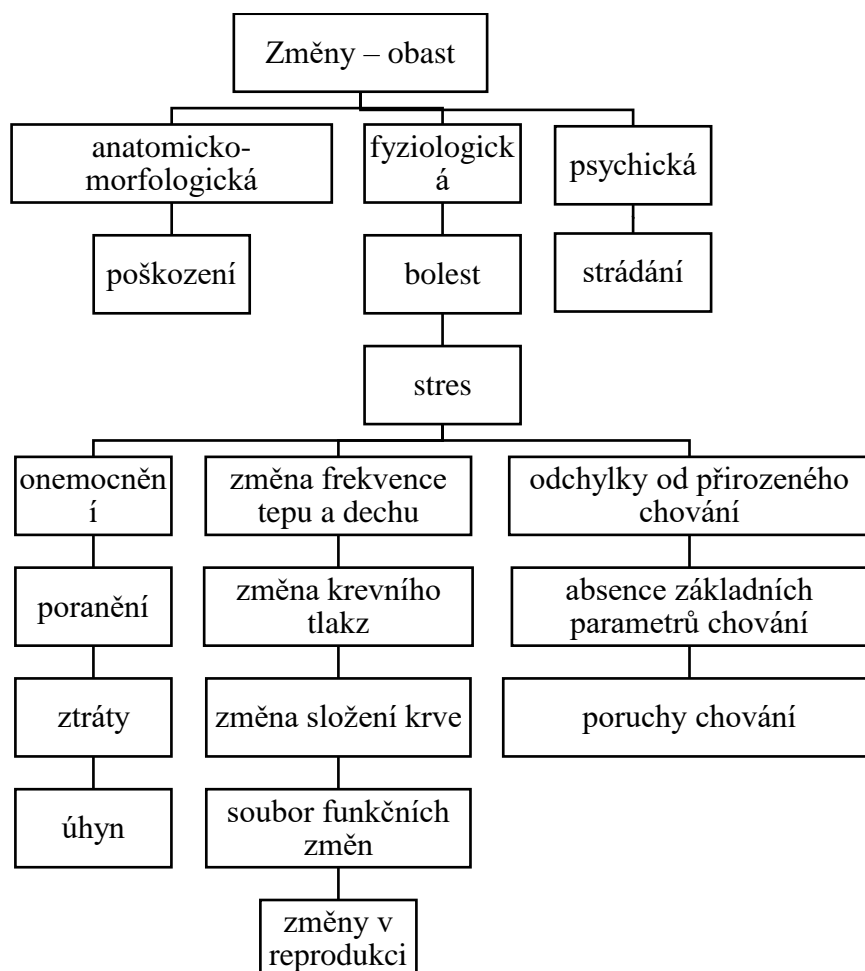 Změny – obast
anatomicko-
morfologická
fyziologick
á
psychická
poškození
bolest
strádání
stres
onemocněn
í
změna frekvence
tepu a dechu
odchylky od přirozeného
chování
poranění
změna krevního
tlakz
absence základních
parametrů chování
ztráty
změna složení krve
poruchy chování
úhyn
soubor funkčních
změn
změny v
reprodukci